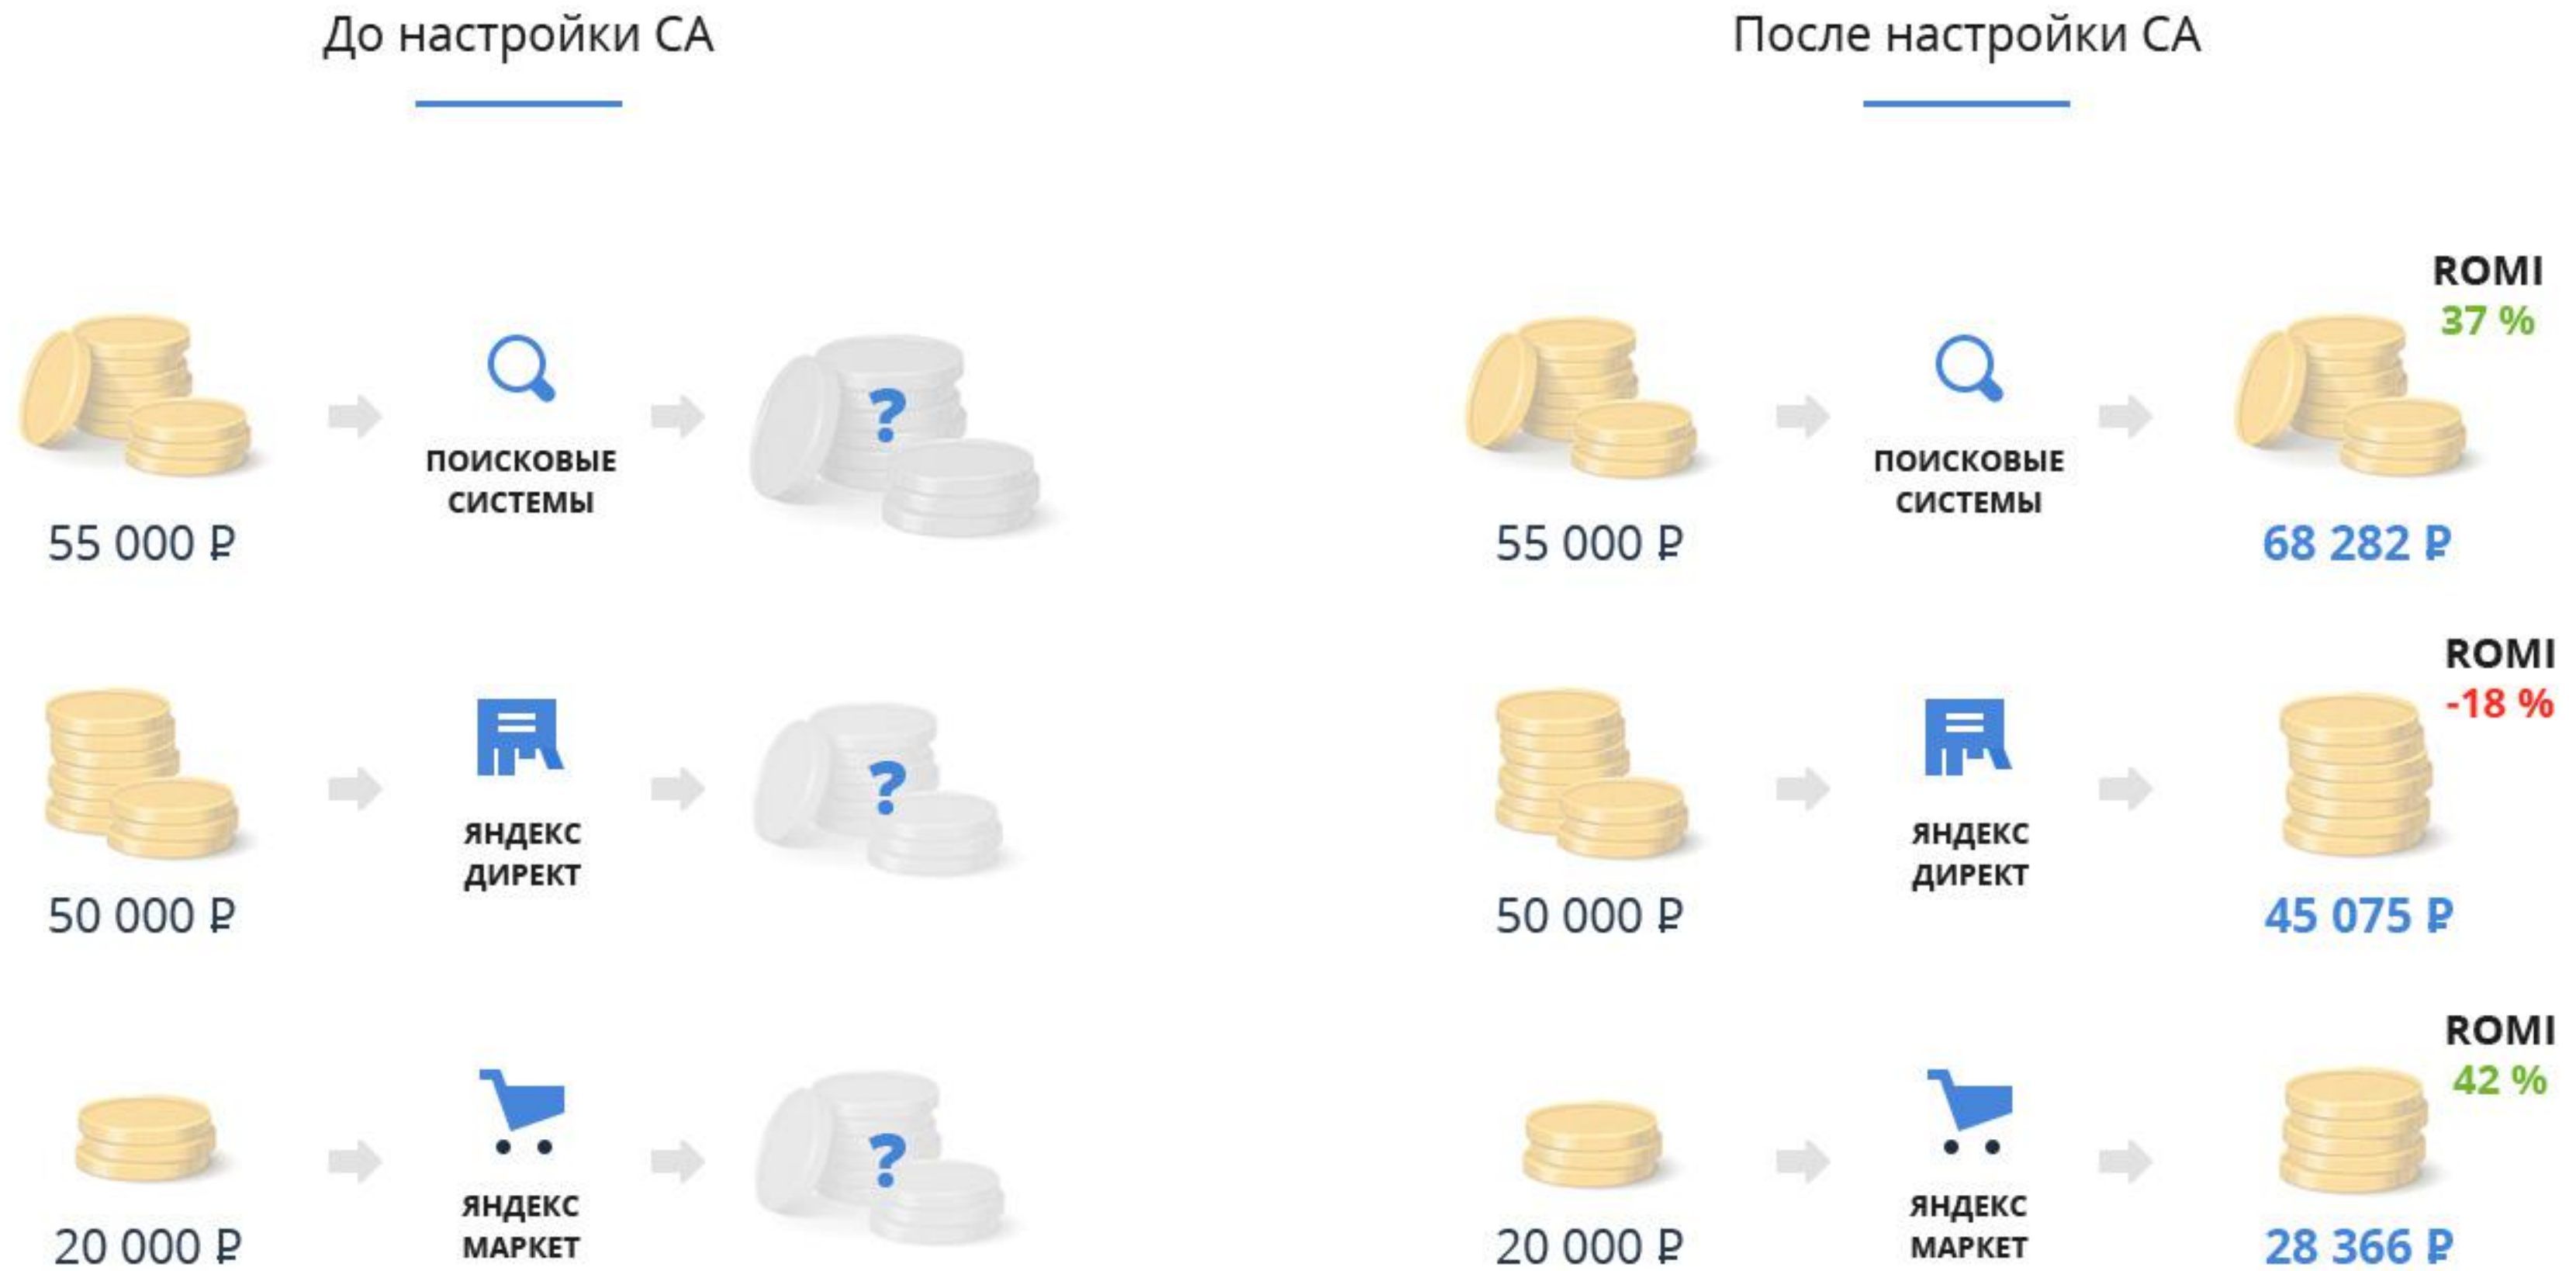 До настройки СА
После настройки СА
ПОИСКОВЫЕ
СИСТЕМЫ
55 000 ₽
?
ROMI
37 %
ПОИСКОВЫЕ
СИСТЕМЫ
55 000 ₽
68 282 ₽
ЯНДЕКС
ДИРЕКТ
50 000 ₽
?
ROMI
-18 %
ЯНДЕКС
ДИРЕКТ
50 000 ₽
45 075 ₽
ЯНДЕКС
МАРКЕТ
20 000 ₽
?
ROMI
42 %
ЯНДЕКС
МАРКЕТ
20 000 ₽
28 366 ₽